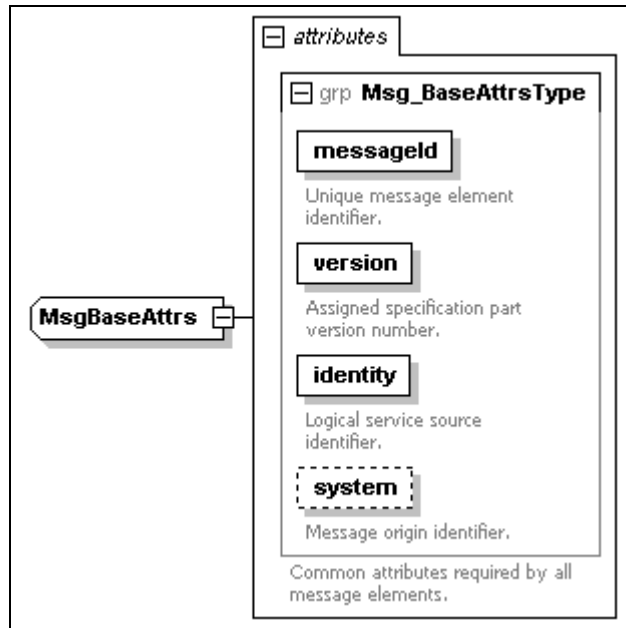 attributes
grp Msg_BaseAttrsType
messageId
Unique message element
identifier.
version
Assigned specification part
version number.
MsgBaseAttrs
identity
Logical service source
identifier.
system
Message origin identifier.
Common attributes required by all
message elements.